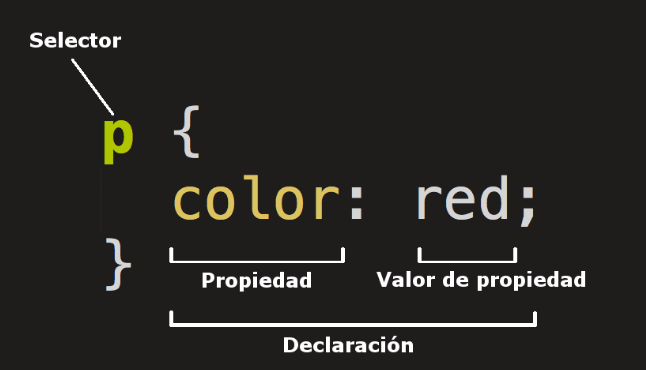 Selector
p {
color: red;
}
Propiedad
Valor de propiedad
Declaración